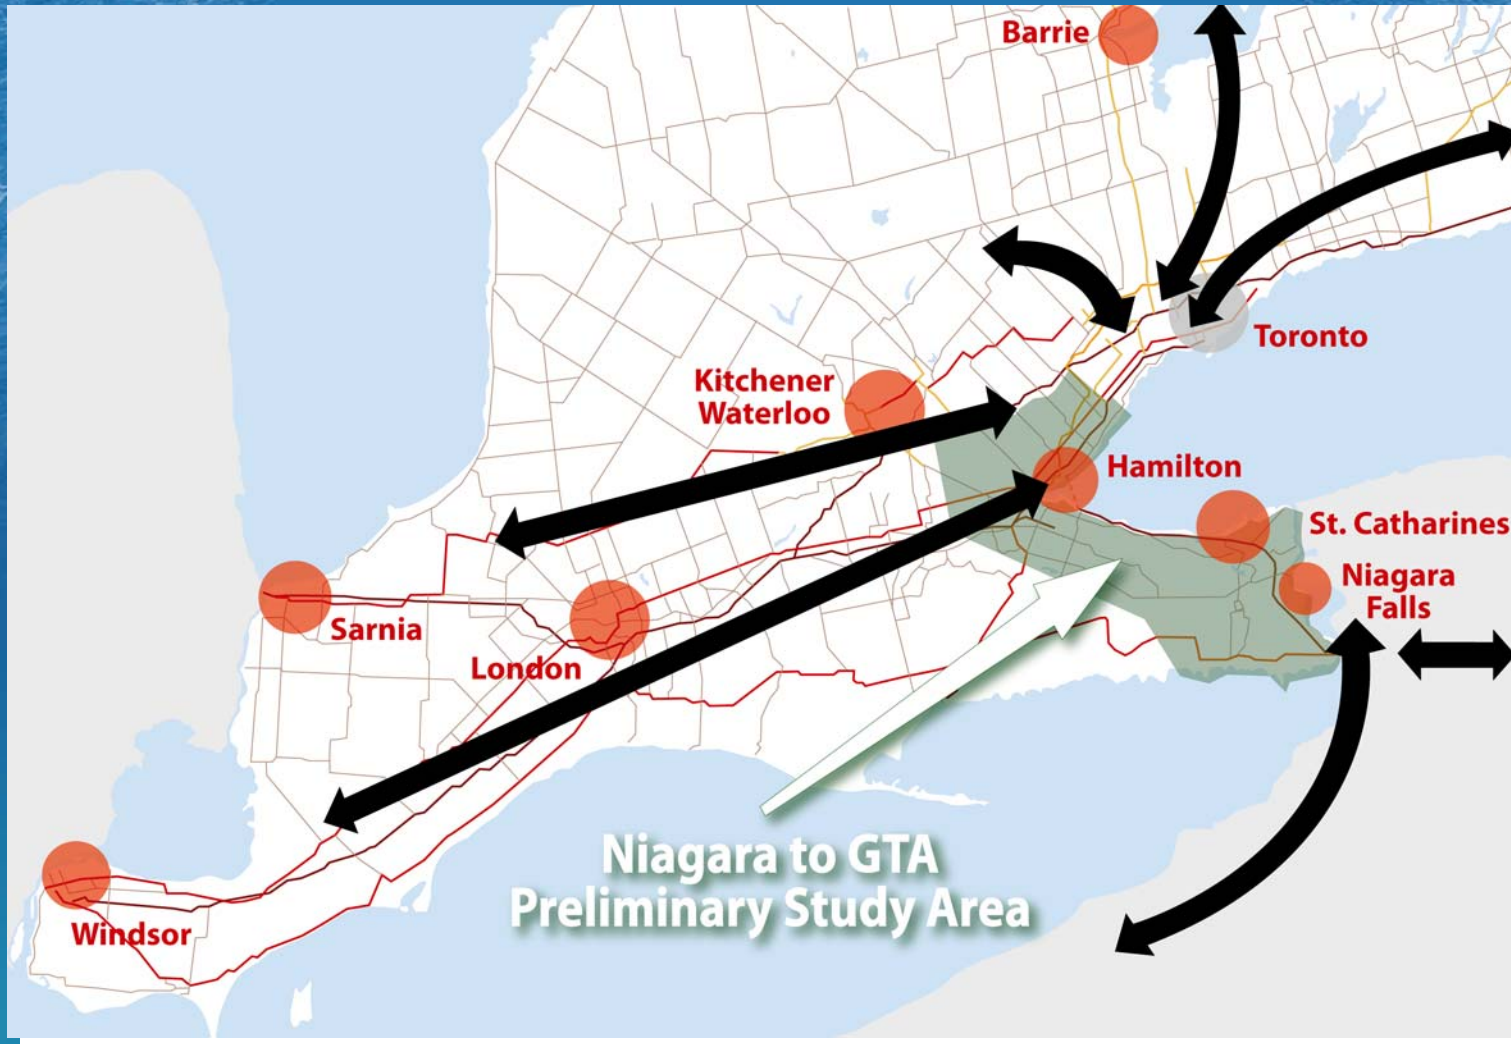 Barrie
Toronto
Kitchener
Waterloo
Hamilton
St. Catharines
Niagara
Falls
Sarnia
London
Niagara to GTA
Preliminary Study Area
Windsor